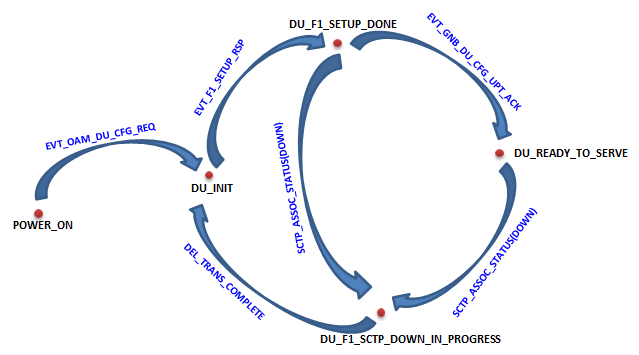 DU_F1_SETUP_DONE
EVT_GNB_DU_CFG_UPT_ACK
EVT_F1_SETUP_RSP
EVT_OAM_DU_CFG_REQ
SCTP_ASSOC_STATUS(DOWN)
DU_READY_TO_SERVE
DU_INIT
POWER_ON
SCTP_ASSOC_STATUS(DOWN)
DEL_TRANS_COMPLETE
DU_F1_SCTP_DOWN_IN_PROGRESS